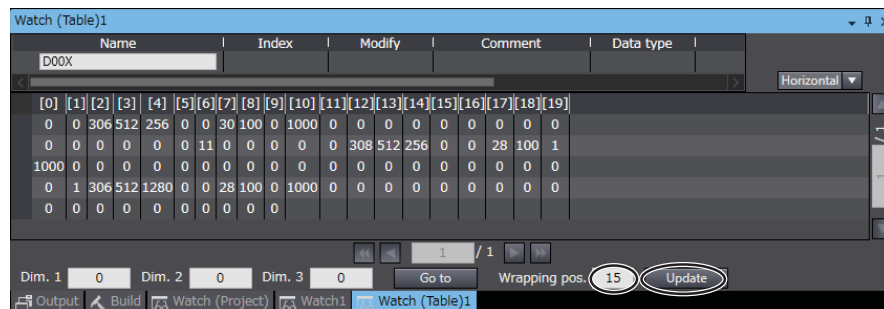 Watch (Table)1
Name Index Modify Comment Data type
D00X
Horizontal
[0] [1] [2] [3] [4] [5] [6] [7] [8] [9] [10] [11] [12] [13] [14] [15] [16] [17] [18] [19]
0 0 306 512 256 0 0 30 100 0 1000 0 0 0 0 0 0 0 0 0
0 0 0 0 0 0 11 0 0 0 0 0 308 512 256 0 0 28 100 1
1000 0 0 0 0 0 0 0 0 0 0 0 0 0 0 0 0 0 0 0
0 1 306 512 1280 0 0 28 100 0 1000 0 0 0 0 0 0 0 0 0
0 0 0 0 0 0 0 0 0 0
1 / 1
Dim. 1 0 Dim. 2 0 Dim. 3 0 Go to Wrapping pos. 15 Update
Output Build Watch (Project) Watch1 Watch (Table)1